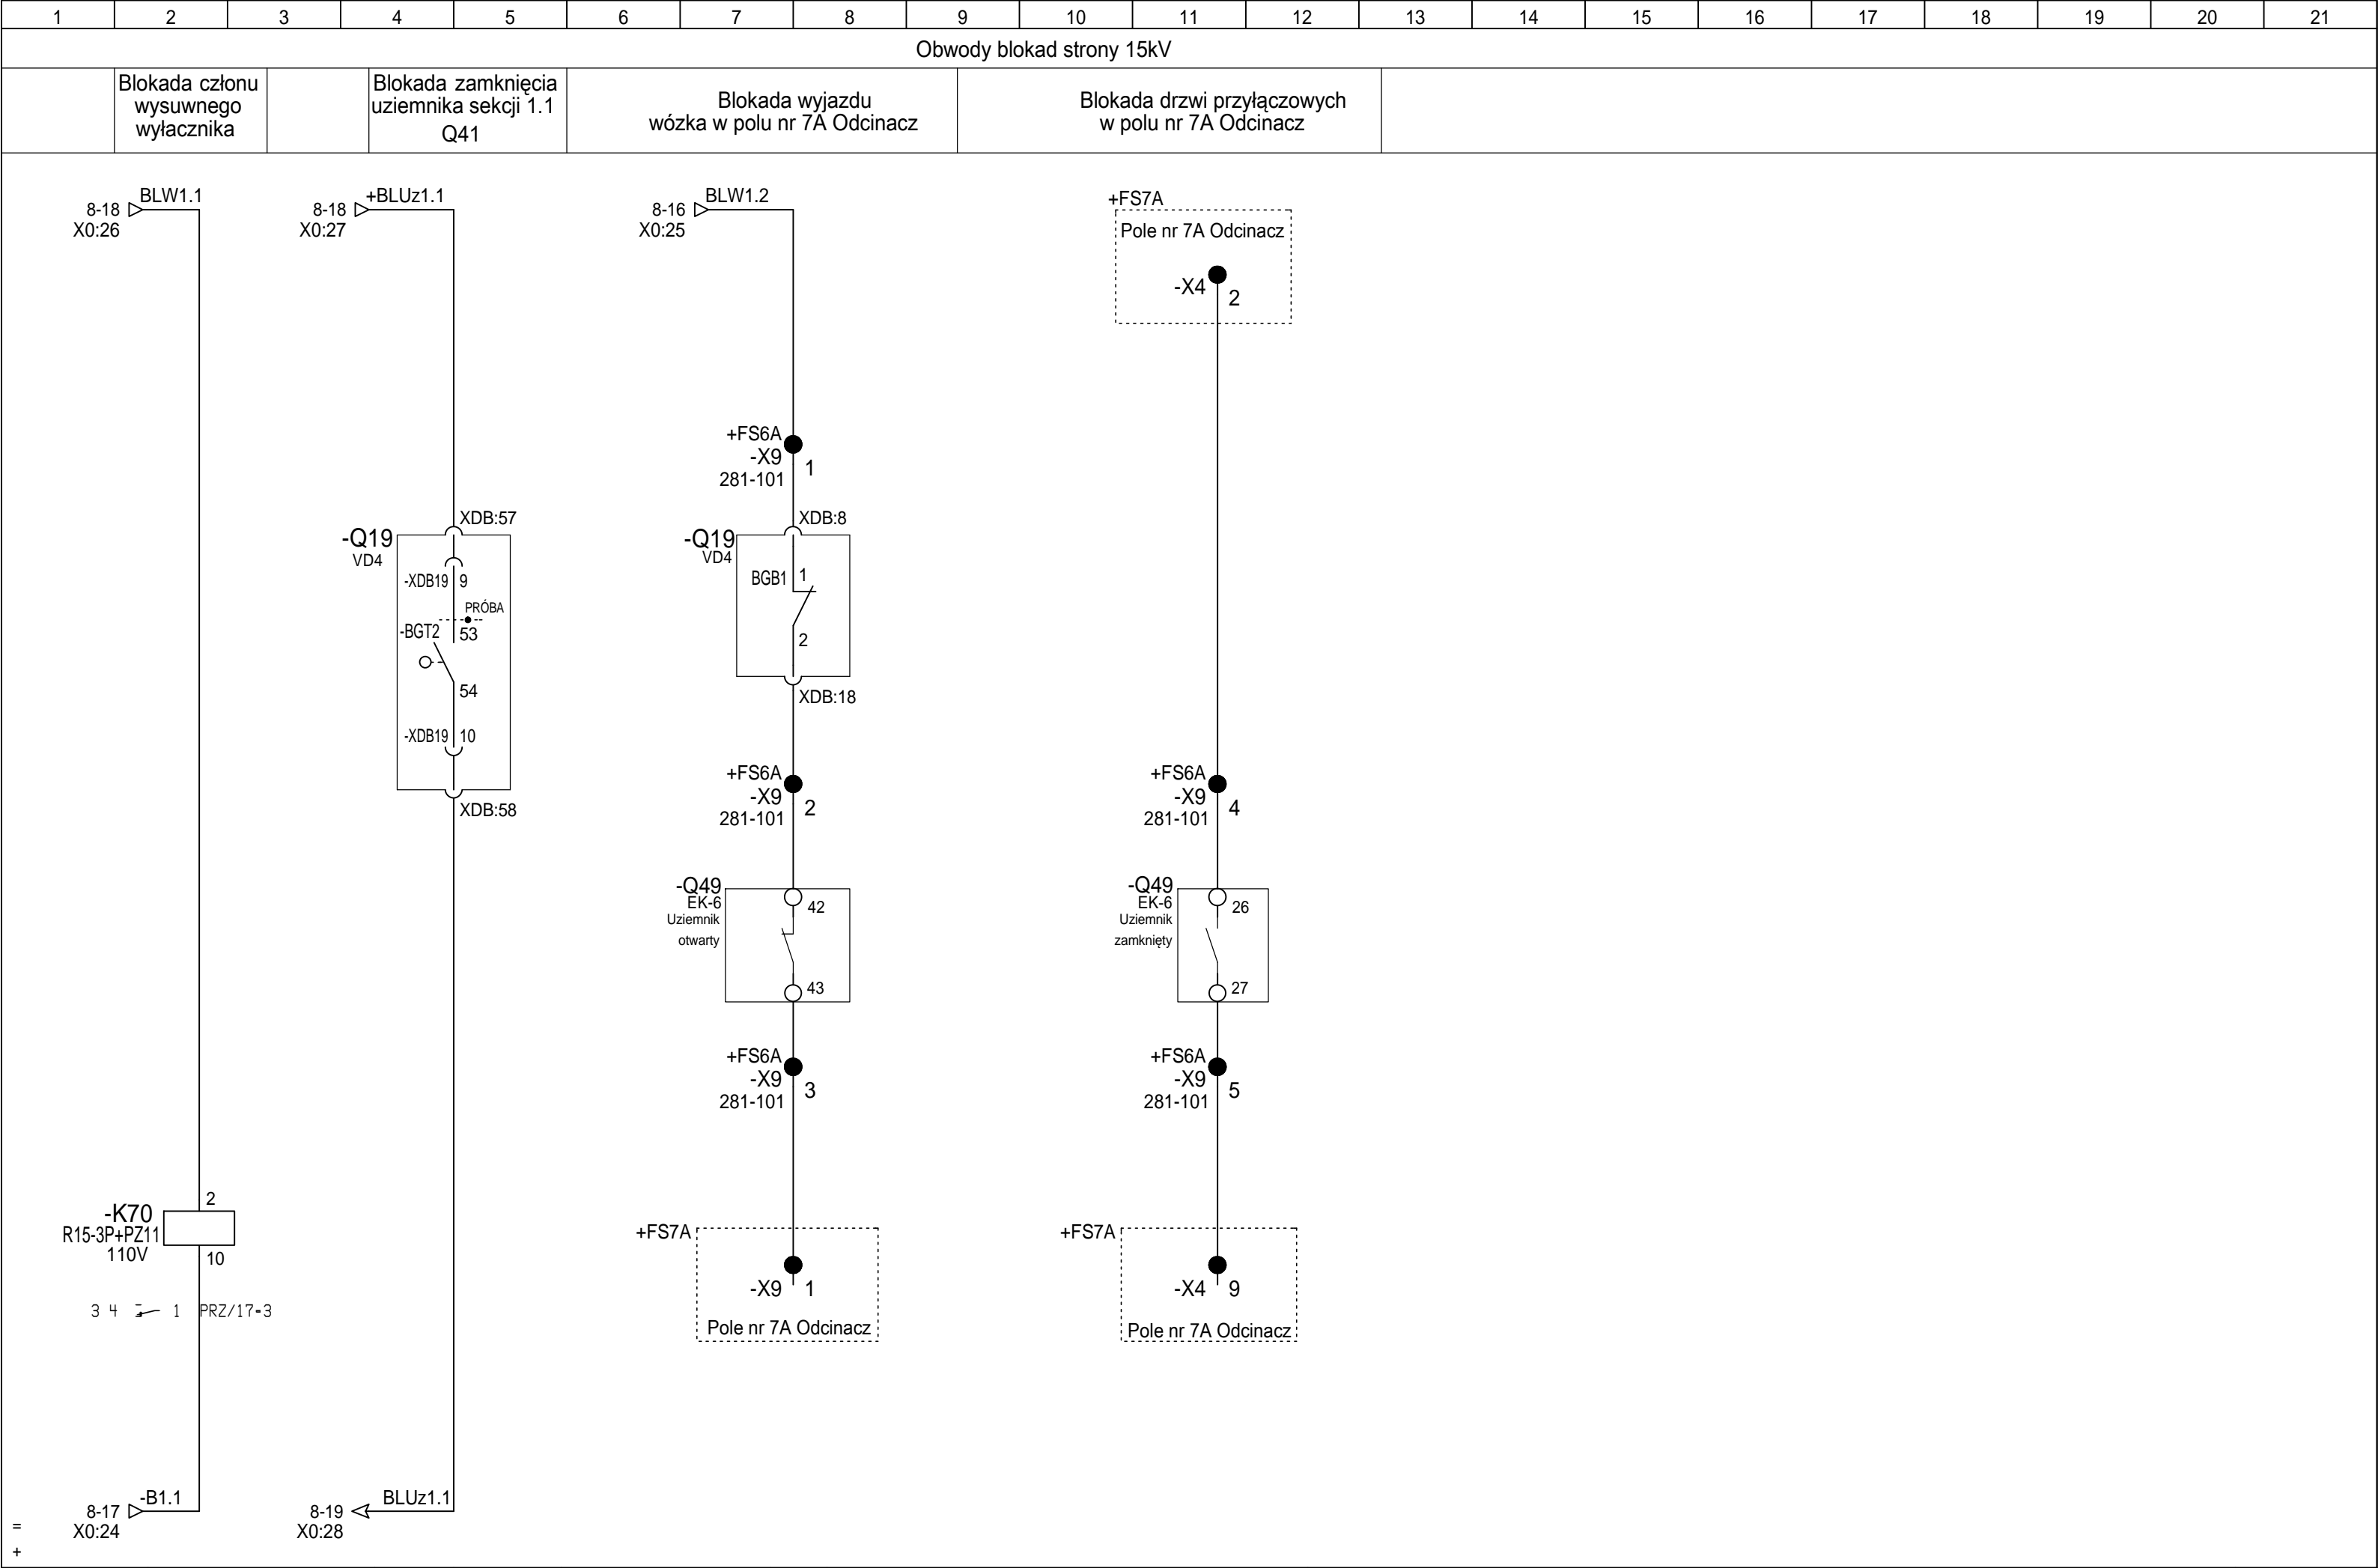 1 2 3 4 5 6 7 8 9 10 11 12 13 14 15 16 17 18 19 20 21
Obwody blokad strony 15kV
Blokada członu
wysuwnego
wyłacznika
Blokada zamknięcia
uziemnika sekcji 1.1
Q41
Blokada wyjazdu
wózka w polu nr 7A Odcinacz
Blokada drzwi przyłączowych
w polu nr 7A Odcinacz
BLW1.1
8-18
X0:26
-K70
R15-3P+PZ11
110V
2
10
3 4 1 PRZ/17-3
-B1.1
8-17
X0:24
+BLUz1.1
8-18
X0:27
XDB:57
-Q19
VD4
-XDB19 9
PRÓBA
-BGT2 53
54
-XDB19 10
XDB:58
BLUz1.1
8-19
X0:28
BLW1.2
8-16
X0:25
+FS6A
-X9
281-101
1
XDB:8
-Q19
VD4
BGB1 1
2
XDB:18
+FS6A
-X9
281-101
2
-Q49
EK-6
Uziemnik
otwarty
42
43
+FS6A
-X9
281-101
3
+FS7A
-X9 1
Pole nr 7A Odcinacz
+FS7A
Pole nr 7A Odcinacz
-X4 2
+FS6A
-X9
281-101
4
-Q49
EK-6
Uziemnik
zamknięty
26
27
+FS6A
-X9
281-101
5
+FS7A
-X4 9
Pole nr 7A Odcinacz
=
+